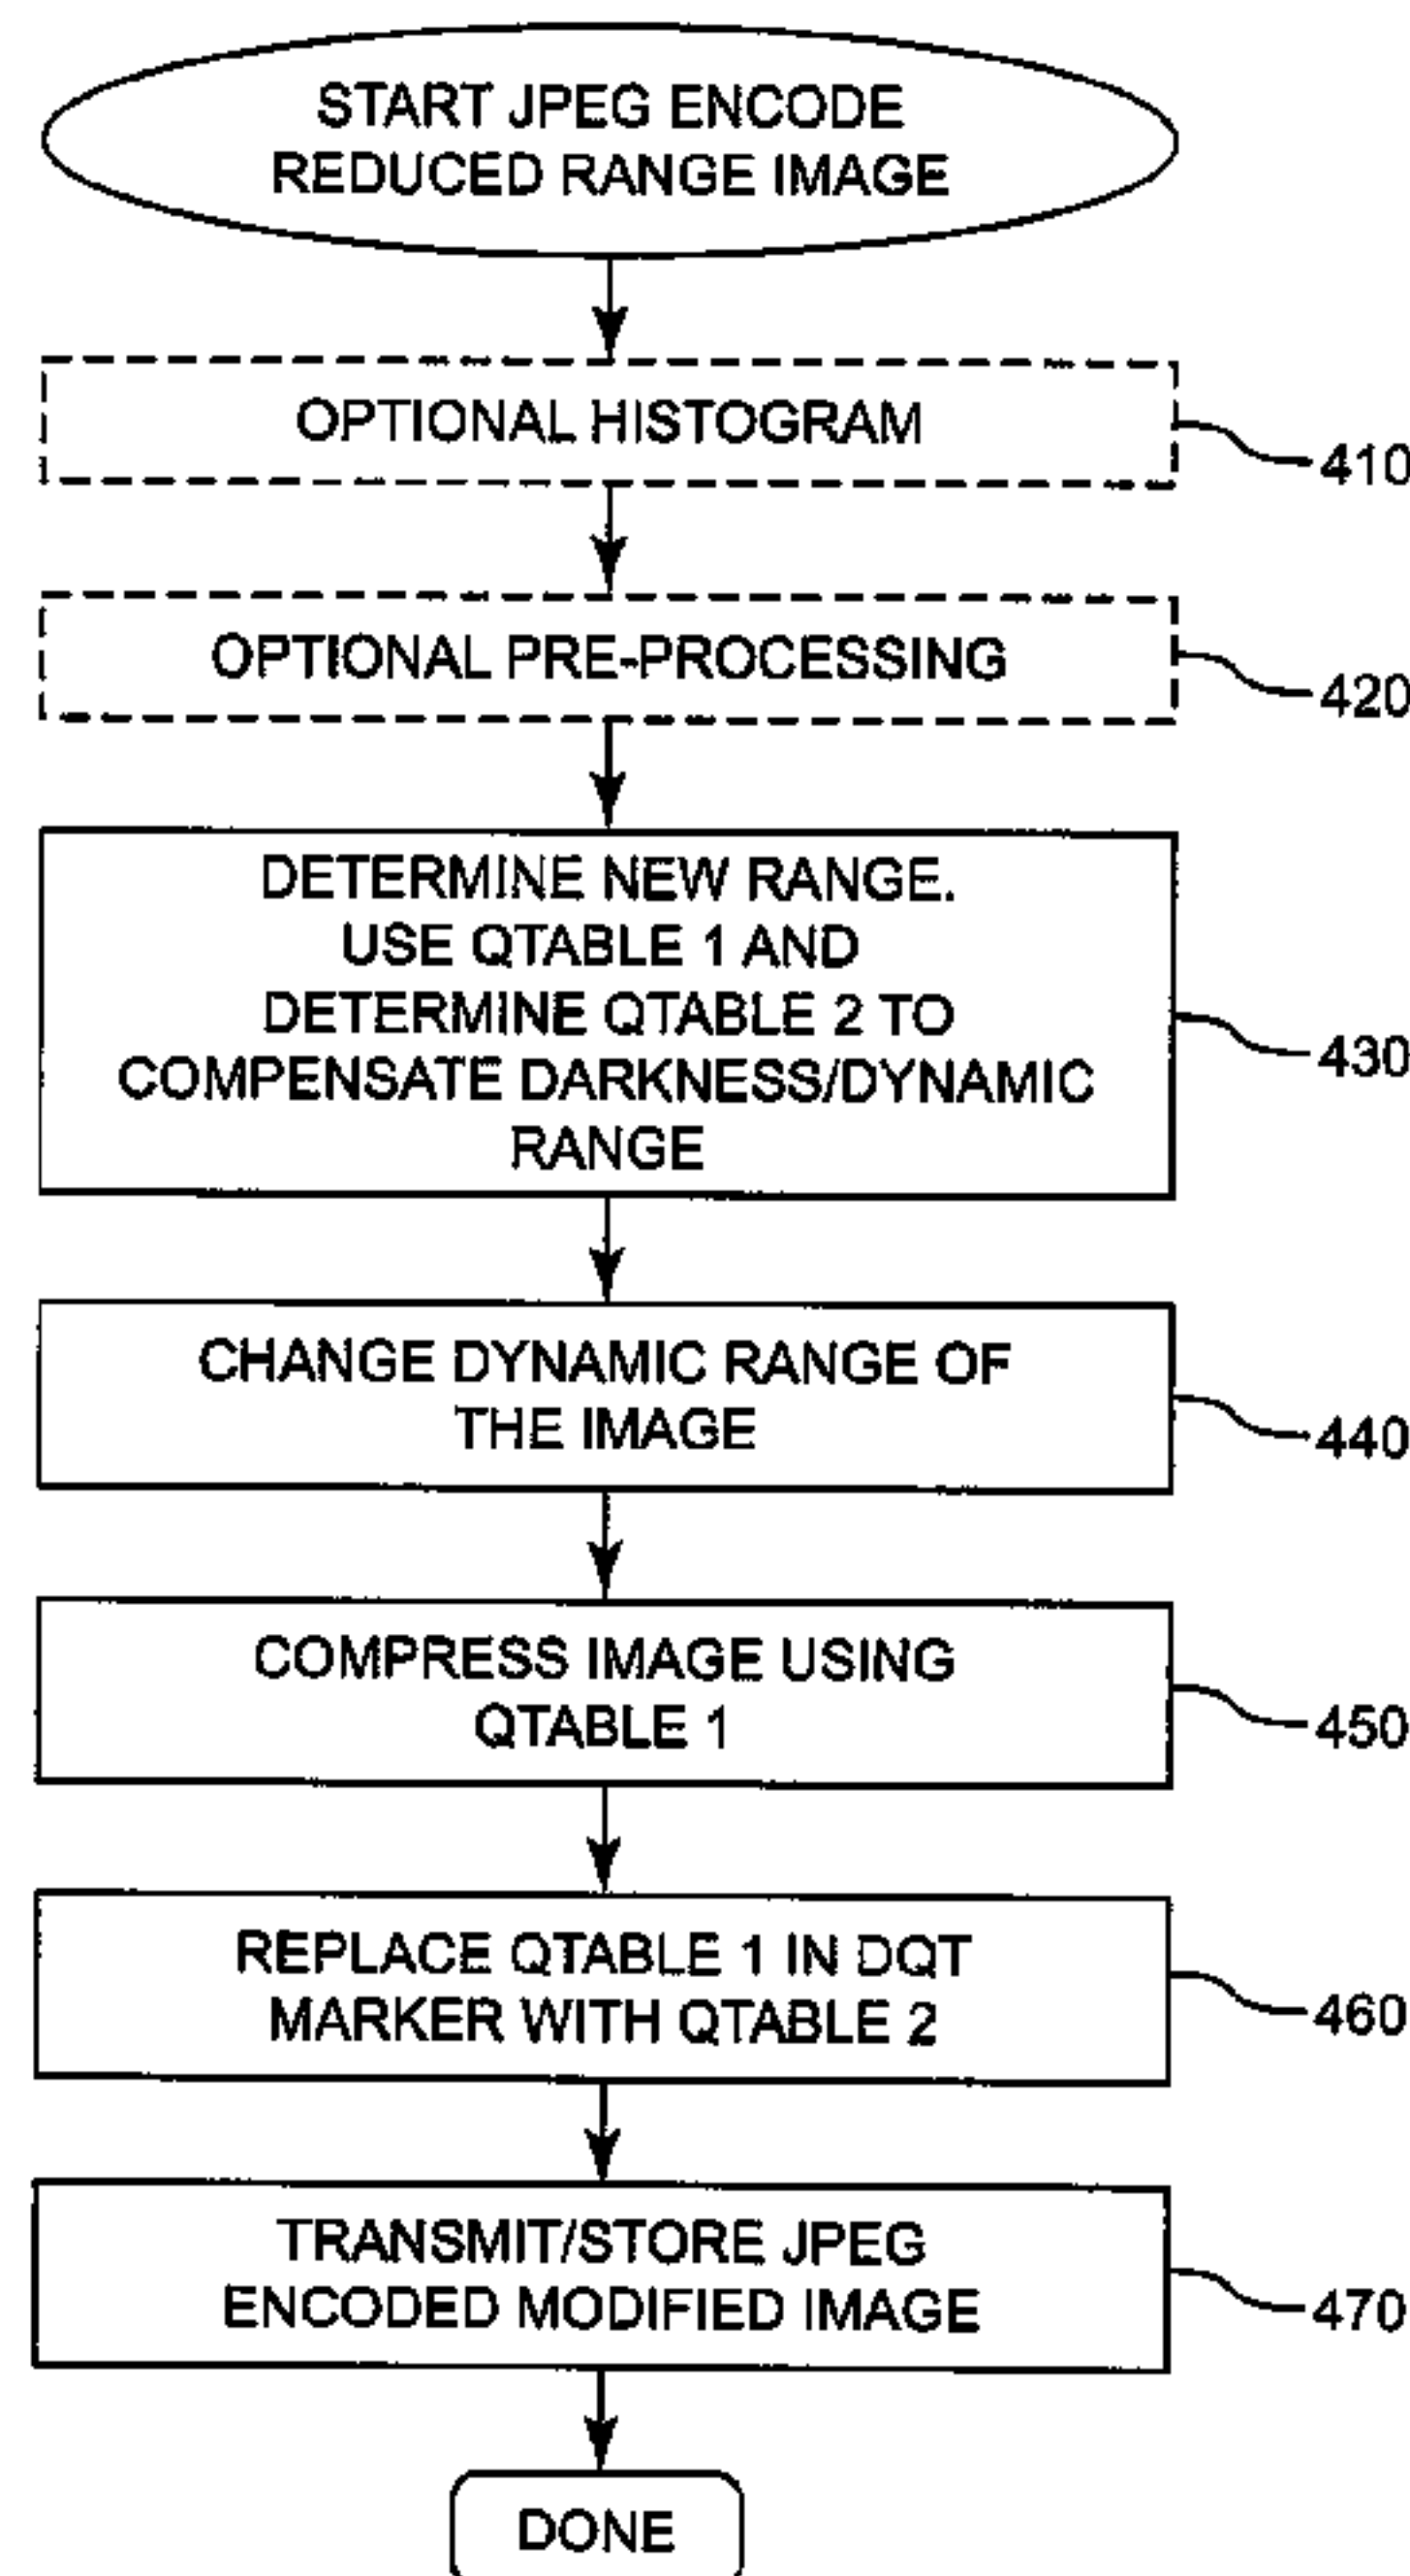 START JPEG ENCODE
REDUCED RANGE IMAGE
OPTIONAL HISTOGRAM
410
OPTIONAL PRE-PROCESSING
420
DETERMINE NEW RANGE.
USE QTABLE 1 AND
DETERMINE QTABLE 2 TO
COMPENSATE DARKNESS/DYNAMIC
RANGE
430
CHANGE DYNAMIC RANGE OF
THE IMAGE
440
COMPRESS IMAGE USING
QTABLE 1
450
REPLACE QTABLE 1 IN DQT
MARKER WITH QTABLE 2
460
TRANSMIT/STORE JPEG
ENCODED MODIFIED IMAGE
470
DONE